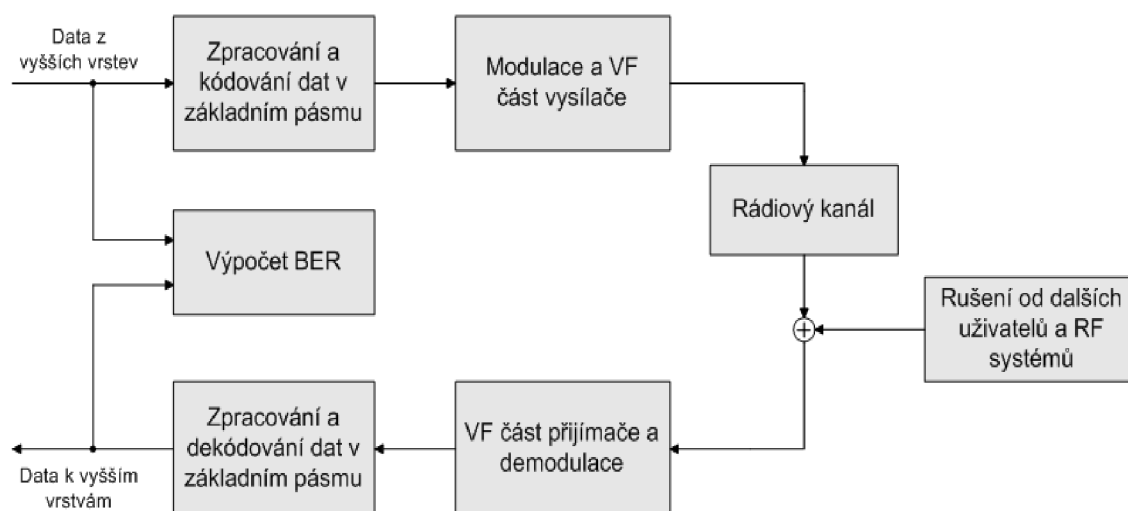 Data z
vyšších vrstev
Zpracování a
kódování dat v
základním pásmu
Modulace a VF
část vysílače
Rádiový kanál
Výpočet BER
Rušení od dalších
uživatelů a RF
systémů
Zpracování a
dekódování dat v
základním pásmu
VF část přijímače a
demodulace
Data k vyšším
vrstvám